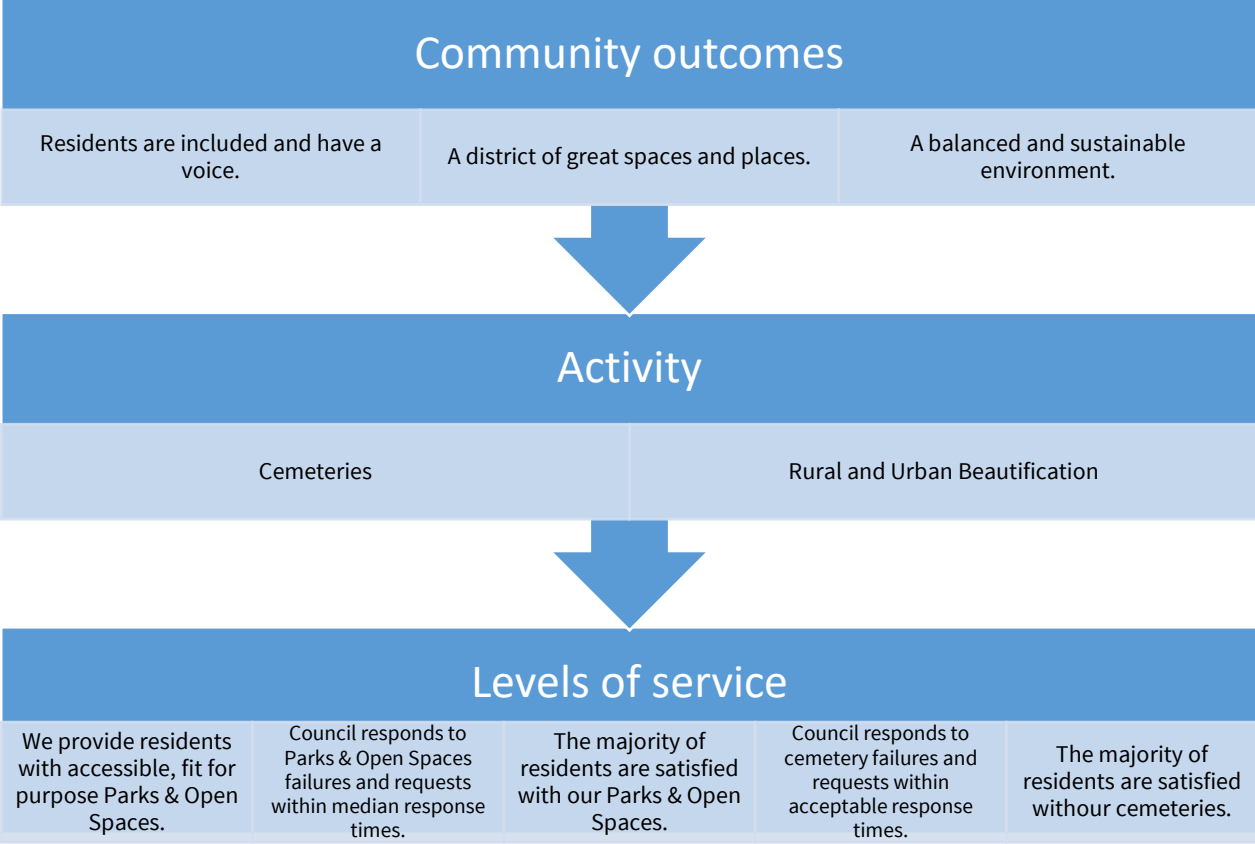 Community outcomes
Residents are included and have a
voice.
A district of great spaces and places.
A balanced and sustainable
environment.
Activity
Cemeteries
Rural and Urban Beautification
Levels of service
We provide residents
with accessible, fit for
purpose Parks & Open
Spaces.
Council responds to
Parks & Open Spaces
failures and requests
within median response
times.
The majority of
residents are satisfied
with our Parks & Open
Spaces.
Council responds to
cemetery failures and
requests within
acceptable response
times.
The majority of
residents are satisfied
withour cemeteries.